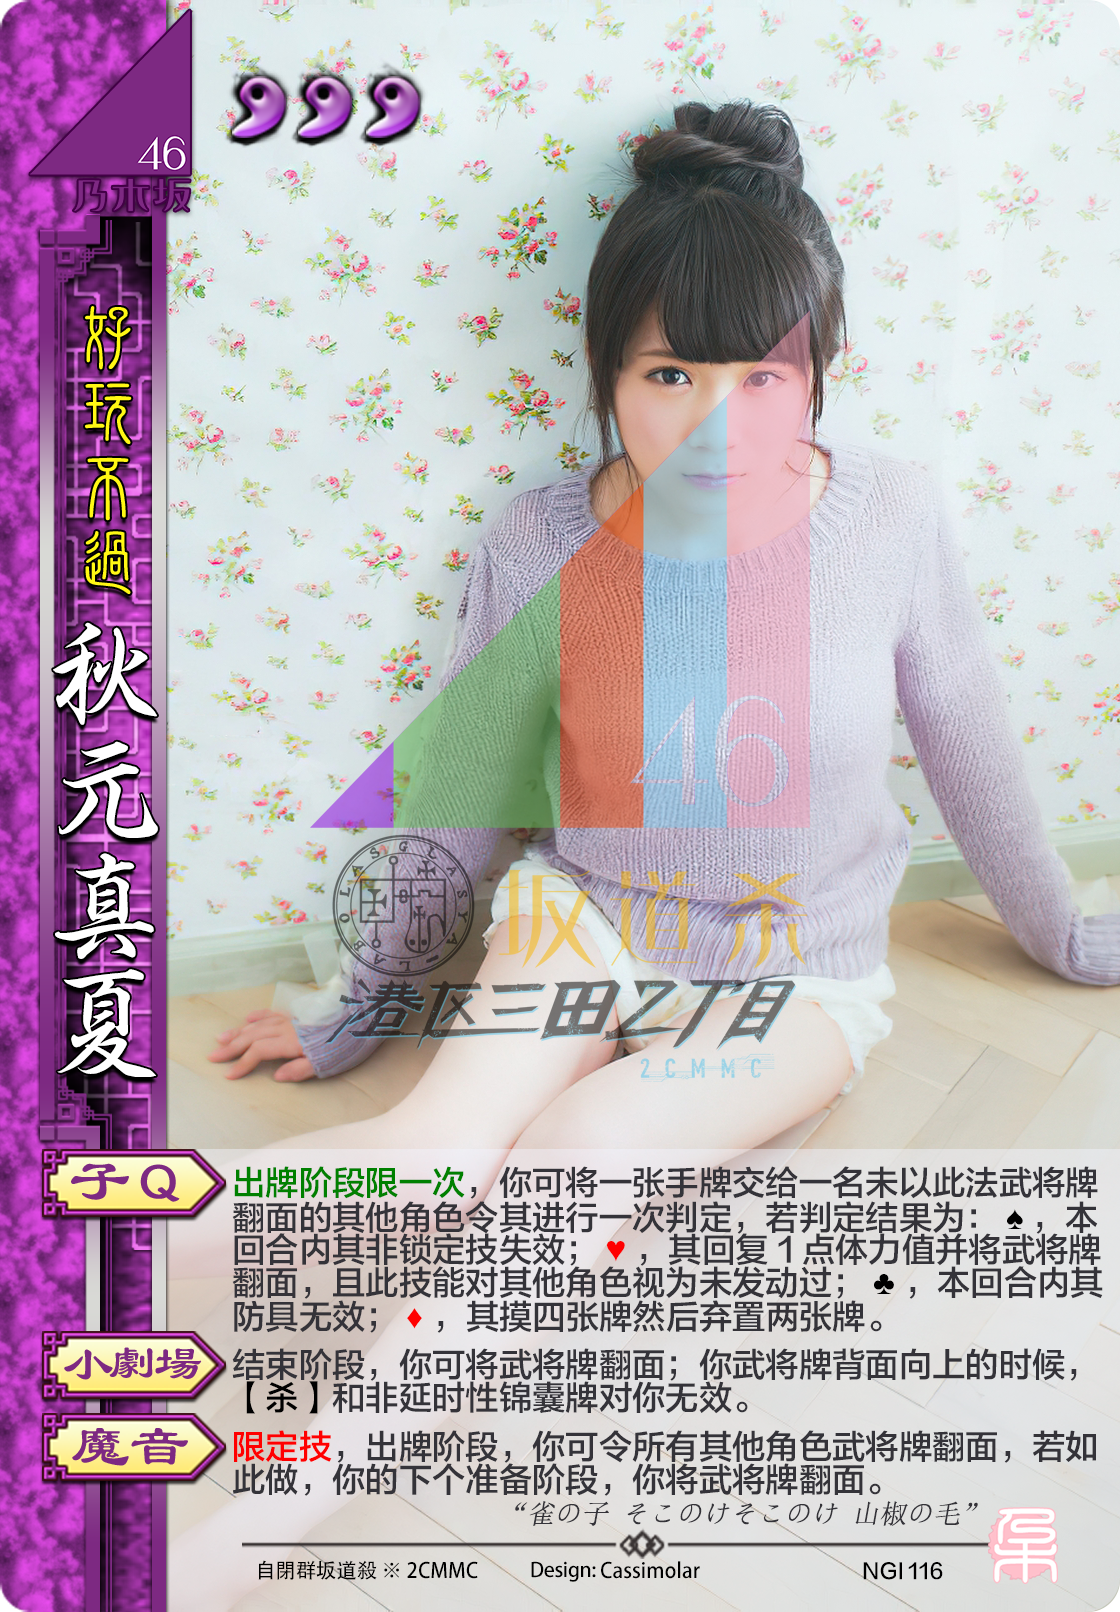 46
乃木坂
好玩不過
秋元真夏
46
GLASYA-LABOLAS
坂道杀
港区三田2丁目
2CMMC
子Q
出牌阶段限一次，你可将一张手牌交给一名未以此法武将牌
翻面的其他角色令其进行一次判定，若判定结果为：♠，本
回合内其非锁定技失效；♥，其回复1点体力值并将武将牌
翻面，且此技能对其他角色视为未发动过；♣，本回合内其
防具无效；♦，其摸四张牌然后弃置两张牌。
小劇場
结束阶段，你可将武将牌翻面；你武将牌背面向上的时候，
【杀】和非延时性锦囊牌对你无效。
魔音
限定技，出牌阶段，你可令所有其他角色武将牌翻面，若如
此做，你的下个准备阶段，你将武将牌翻面。
“雀の子 そこのけそこのけ 山椒の毛”
自閉群坂道殺 ※ 2CMMC Design: Cassimolar NGI 116